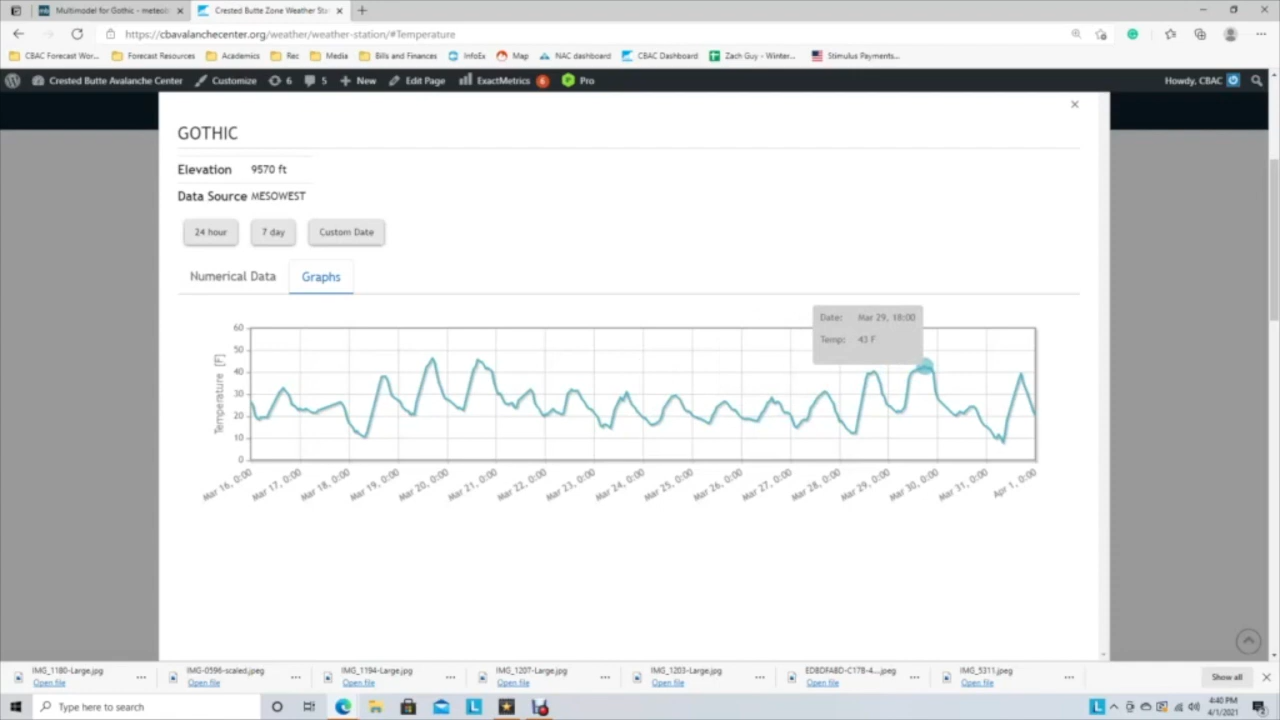 Multimodel for Gothic - meteobl
Crested Butte Zone Weather Sta
https://cbavalanchecenter.org/weather/weather-station/#Temperature
CBAC Forecast Wor...
Forecast Resources
Academics
Rec
Media
Bills and Finances
InfoEx
Map
NAC dashboard
CBAC Dashboard
Zach Guy - Winter...
Stimulus Payments...
Crested Butte Avalanche Center
Customize
6
5
New
Edit Page
ExactMetrics
6
Pro
Howdy, CBAC
GOTHIC
Elevation 9570 ft
Data Source MESOWEST
24 hour
7 day
Custom Date
Numerical Data
Graphs
Date: Mar 29, 18:00
Temp: 43 F
Temperature [F]
60
50
40
30
20
10
0
Mar 16, 0:00
Mar 17, 0:00
Mar 18, 0:00
Mar 19, 0:00
Mar 20, 0:00
Mar 21, 0:00
Mar 22, 0:00
Mar 23, 0:00
Mar 24, 0:00
Mar 25, 0:00
Mar 26, 0:00
Mar 27, 0:00
Mar 28, 0:00
Mar 29, 0:00
Mar 30, 0:00
Mar 31, 0:00
Apr 1, 0:00
IMG_1180-Large.jpg
Open file
IMG-0596-scaled.jpeg
Open file
IMG_1194-Large.jpg
Open file
IMG_1207-Large.jpg
Open file
IMG_1203-Large.jpg
Open file
EDBDFABD-C17B-4....jpeg
Open file
IMG_5311.jpeg
Open file
Show all
Type here to search
4:40 PM
4/1/2021